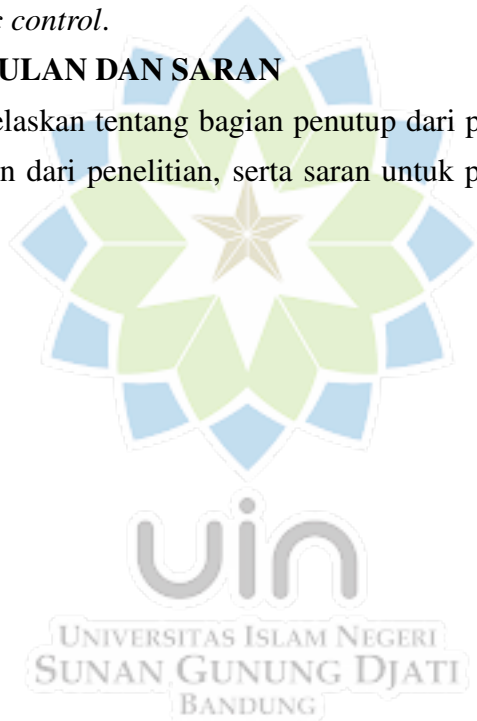 control.
ULAN DAN SARAN
elaskan tentang bagian penutup dari p
n dari penelitian, serta saran untuk p
uin
UNIVERSITAS ISLAM NEGERI
SUNAN GUNUNG DJATI
BANDUNG